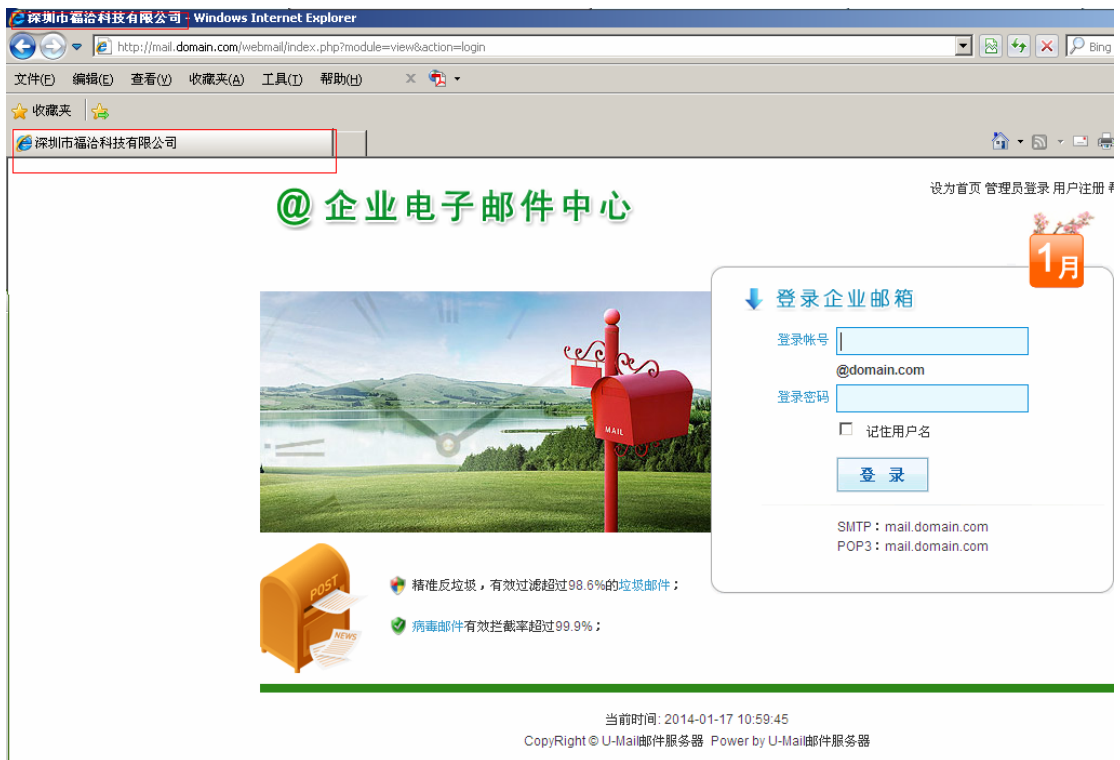 深圳市福洽科技有限公司 - Windows Internet Explorer
http://mail.domain.com/webmail/index.php?module=view&action=login
Bing
文件(F) 编辑(E) 查看(V) 收藏夹(A) 工具(T) 帮助(H)
收藏夹
深圳市福洽科技有限公司
设为首页 管理员登录 用户注册
@ 企业电子邮件中心
1月
登录企业邮箱
登录帐号
@domain.com
登录密码
MAIL
记住用户名
登 录
SMTP：mail.domain.com
POP3：mail.domain.com
POST
NEWS
精准反垃圾，有效过滤超过98.6%的垃圾邮件；
病毒邮件有效拦截率超过99.9%；
当前时间: 2014-01-17 10:59:45
CopyRight © U-Mail邮件服务器 Power by U-Mail邮件服务器